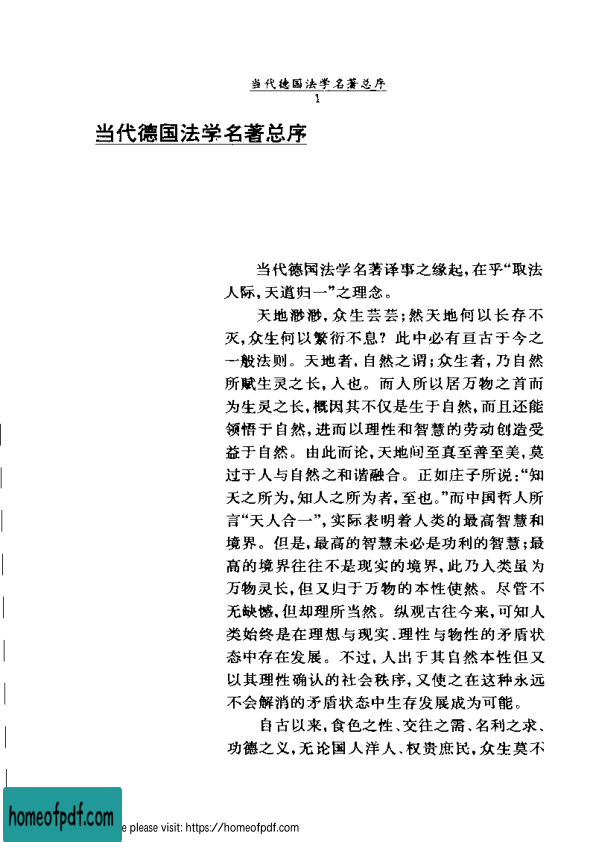 当代德国法学名著总序
1
当代德国法学名著总序
当代德国法学名著译事之缘起,在乎“取法
人际,天道归一”之理念。
天地渺渺,众生芸芸;然天地何以长存不
灭,众生何以繁衍不息?此中必有亘古于今之
一般法则。天地者,自然之谓;众生者,乃自然
所赋生灵之长,人也。而人所以居万物之首而
为生灵之长,概因其不仅是生于自然,而且还能
领悟于自然,进而以理性和智慧的劳动创造受
益于自然。由此而论,天地间至真至善至美,莫
过于人与自然之和谐融合。正如庄子所说:“知
天之所为,知人之所为者,至也。”而中国哲人所
言“天人合一”,实际表明着人类的最高智慧和
境界。但是,最高的智慧未必是功利的智慧;最
高的境界往往不是现实的境界,此乃人类虽为
万物灵长,但又归于万物的本性使然。尽管不
无缺憾,但却理所当然。纵观古往今来,可知人
类始终是在理想与现实、理性与物性的矛盾状
态中存在发展。不过,人出于其自然本性但又
以其理性确认的社会秩序,又使之在这种永远
不会解消的矛盾状态中生存发展成为可能。
自古以来,食色之性、交往之需、名利之求、
功德之义,无论国人洋人、权贵庶民,众生莫不
homeofpdf.com
e please visit: https://homeofpdf.com